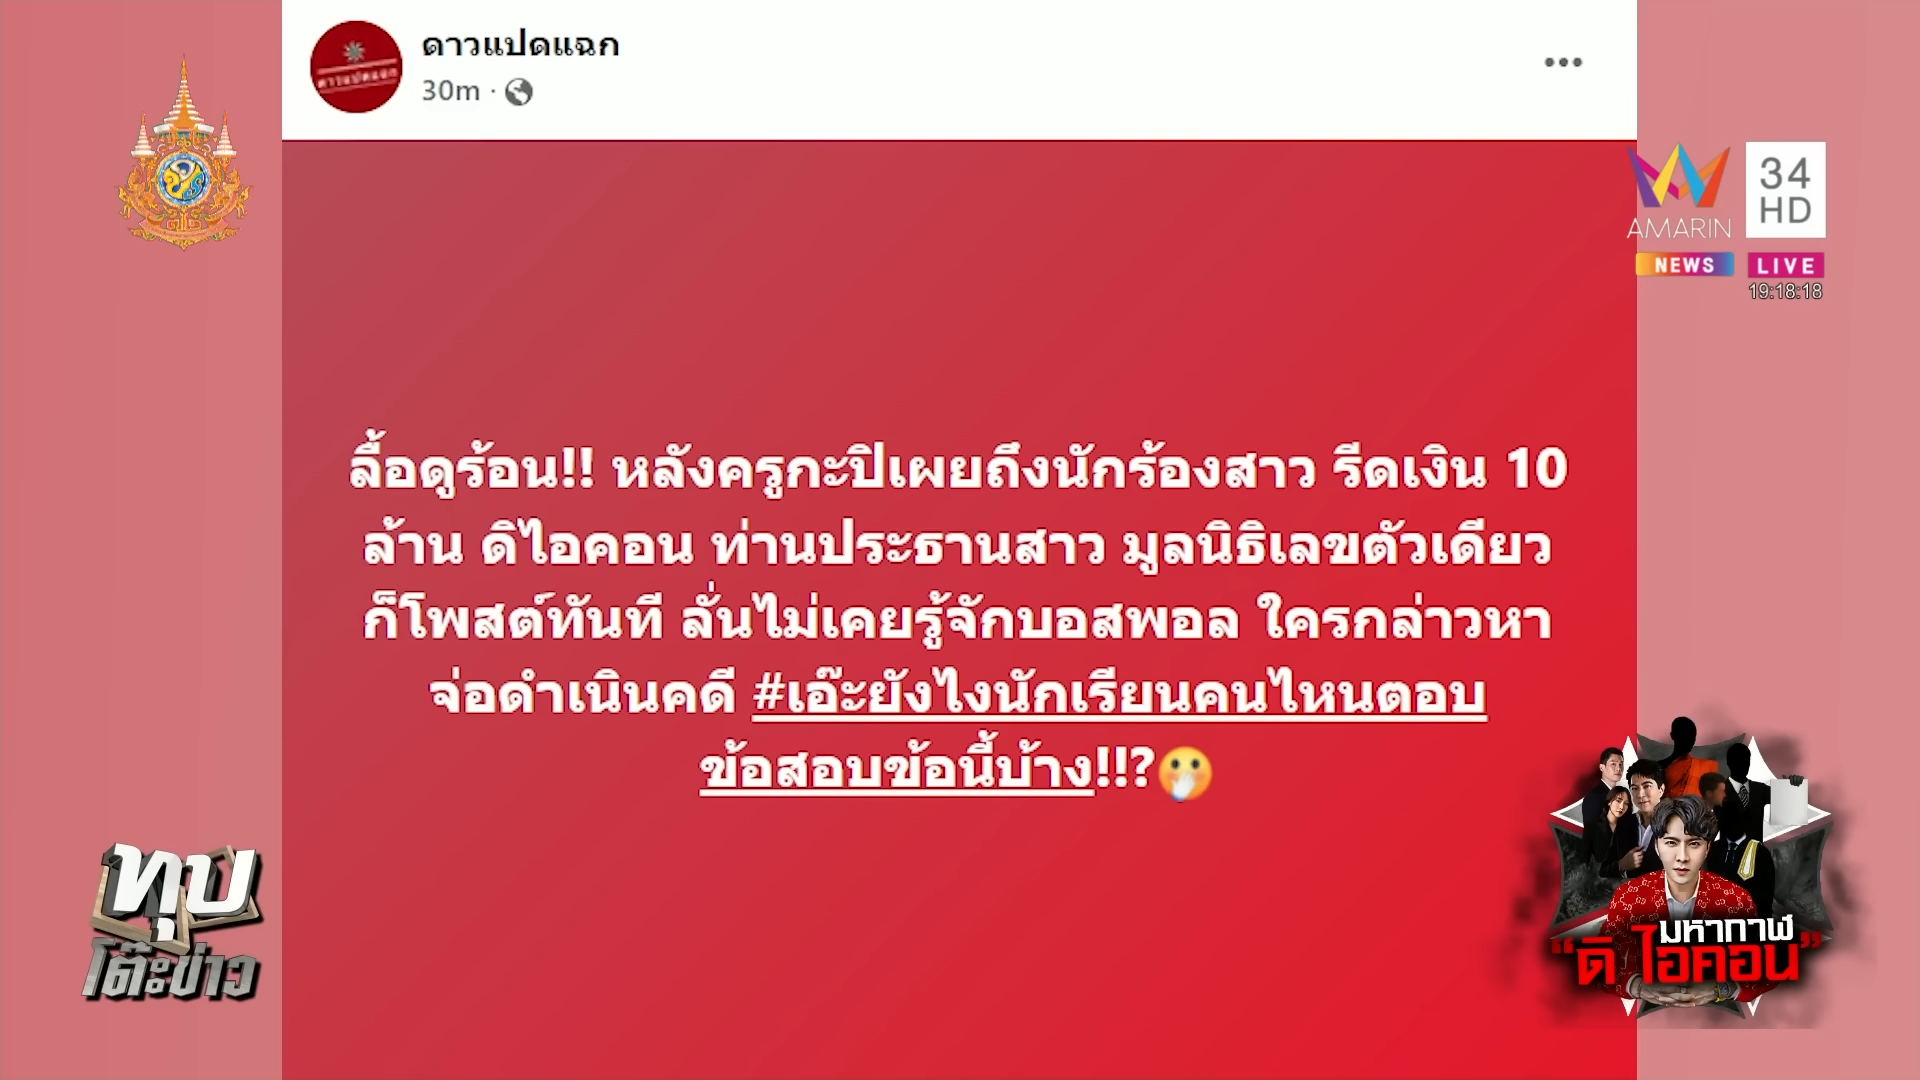 ดาวแปดแฉก
30m ·
ลื้อดูร้อน!! หลังครูกะปิเผยถึงนักร้องสาว รีดเงิน 10
ล้าน ดิไอคอน ท่านประธานสาว มูลนิธิเลขตัวเดียว
ก็โพสต์ทันที ลั่นไม่เคยรู้จักบอสพอล ใครกล่าวหา
จ่อดำเนินคดี #เอ๊ะยังไงนักเรียนคนไหนตอบ
ข้อสอบข้อนี้บ้าง!!?🫢
AMARIN
34
HD
NEWS
LIVE
19:18:18
ทุบ
โต๊ะข่าว
มหากาพ
"ดิ ไอคอน"